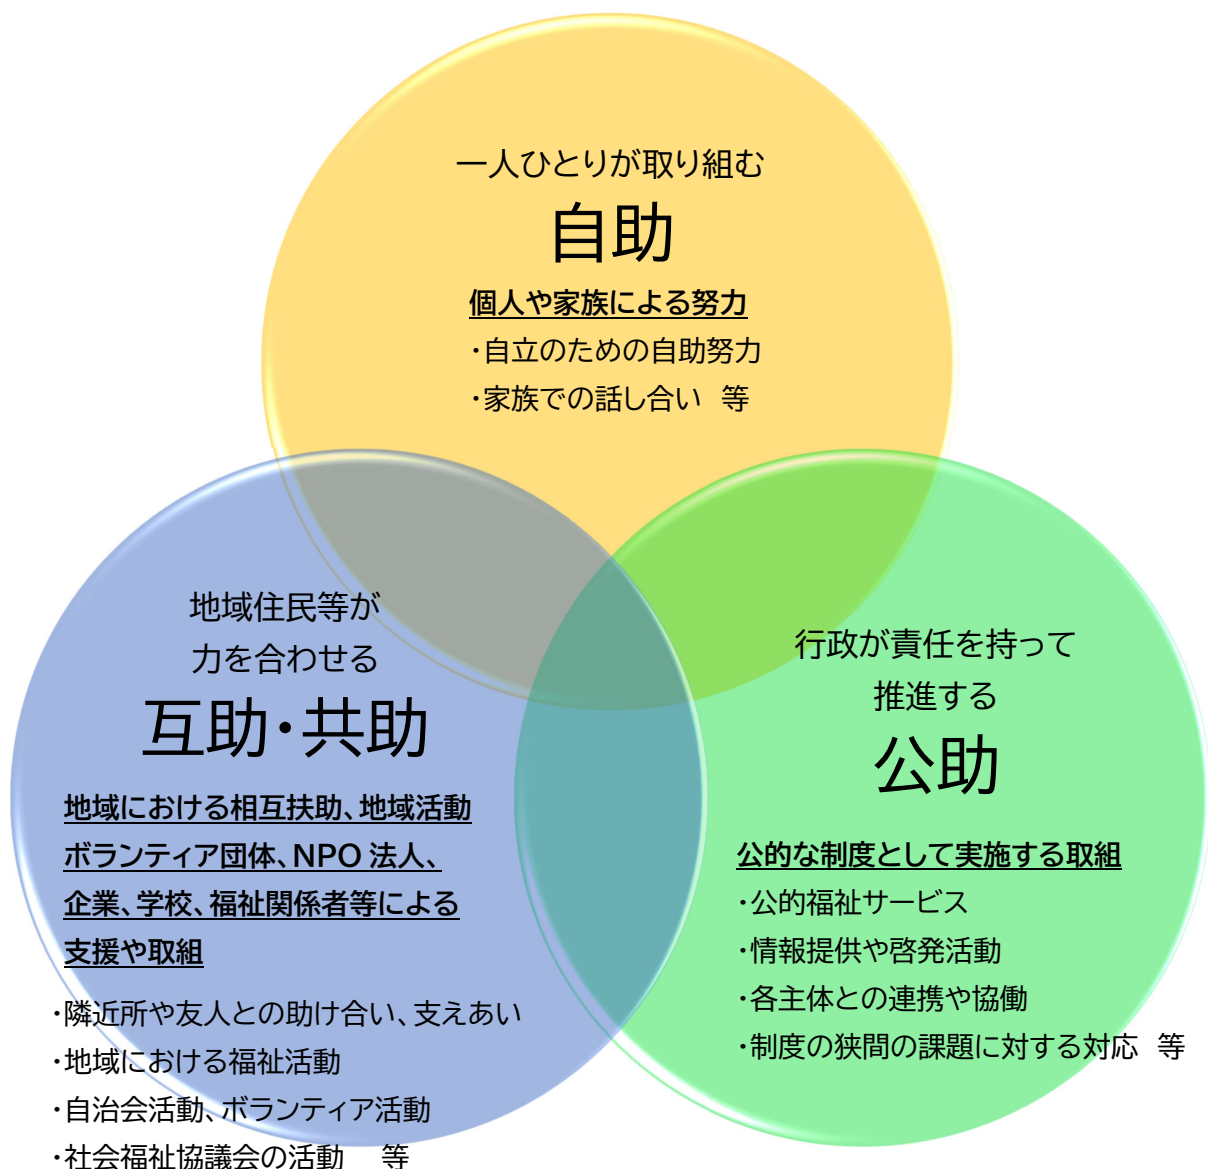 一人ひとりが取り組む
自助
個人や家族による努力
・自立のための自助努力
・家族での話し合い　等
地域住民等が
力を合わせる
互助・共助
地域における相互扶助、地域活動
ボランティア団体、NPO 法人、
企業、学校、福祉関係者等による
支援や取組
・隣近所や友人との助け合い、支えあい
・地域における福祉活動
・自治会活動、ボランティア活動
・社会福祉協議会の活動　等
行政が責任を持って
推進する
公助
公的な制度として実施する取組
・公的福祉サービス
・情報提供や啓発活動
・各主体との連携や協働
・制度の狭間の課題に対する対応　等